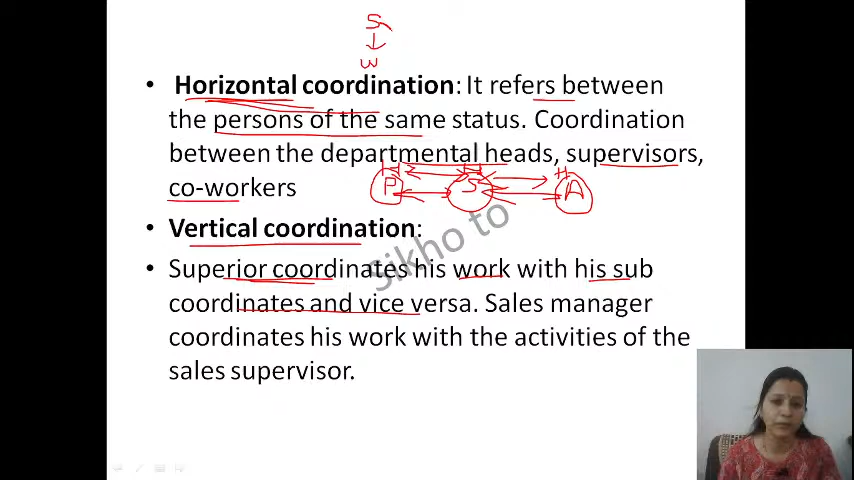 S
W
• Horizontal coordination: It refers between
the persons of the same status. Coordination
between the departmental heads, supervisors,
H H H
co-workers
P S A
• Vertical coordination:
Sikho to
• Superior coordinates his work with his sub
coordinates and vice versa. Sales manager
coordinates his work with the activities of the
sales supervisor.